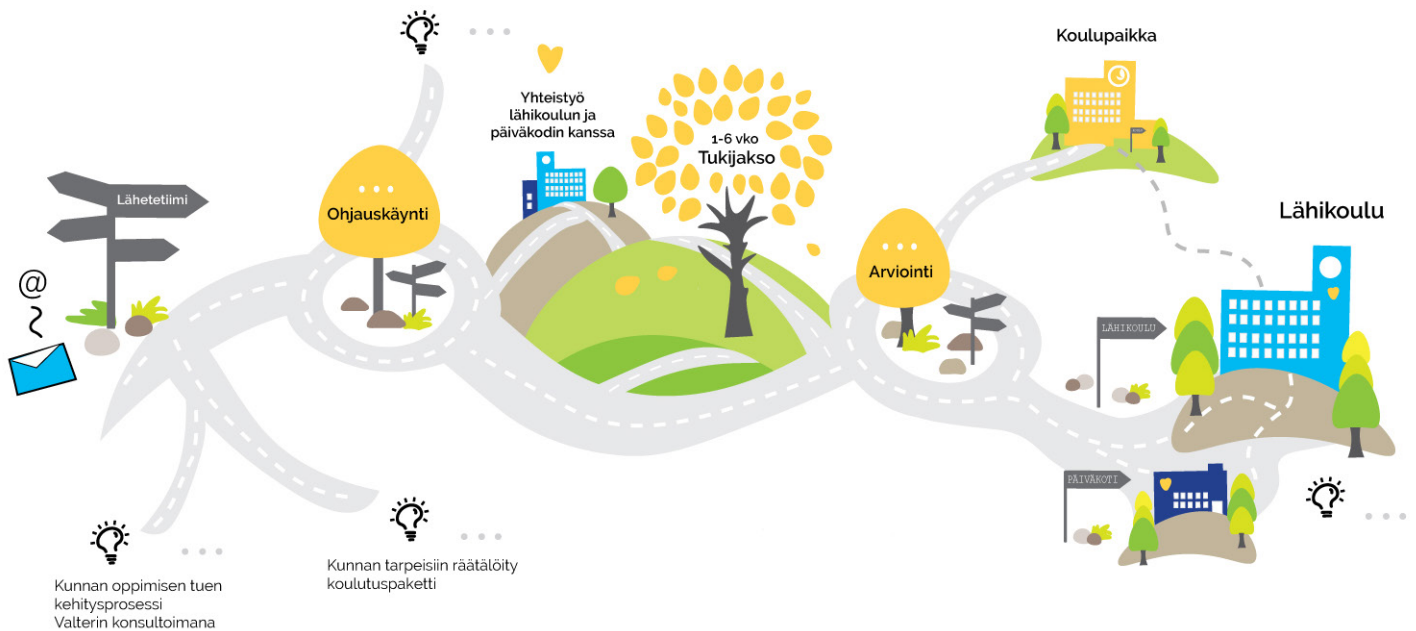 Lähetetiimi
@
Ohjauskäynti
Yhteistyö
lähikoulun ja
päiväkodin kanssa
1-6 vko
Tukijakso
Arviointi
Koulupaikka
Lähikoulu
LÄHIKOULU
PÄIVÄKOTI
Kunnan oppimisen tuen
kehitysprosessi
Valterin konsultoimana
Kunnan tarpeisiin räätälöity
koulutuspaketti